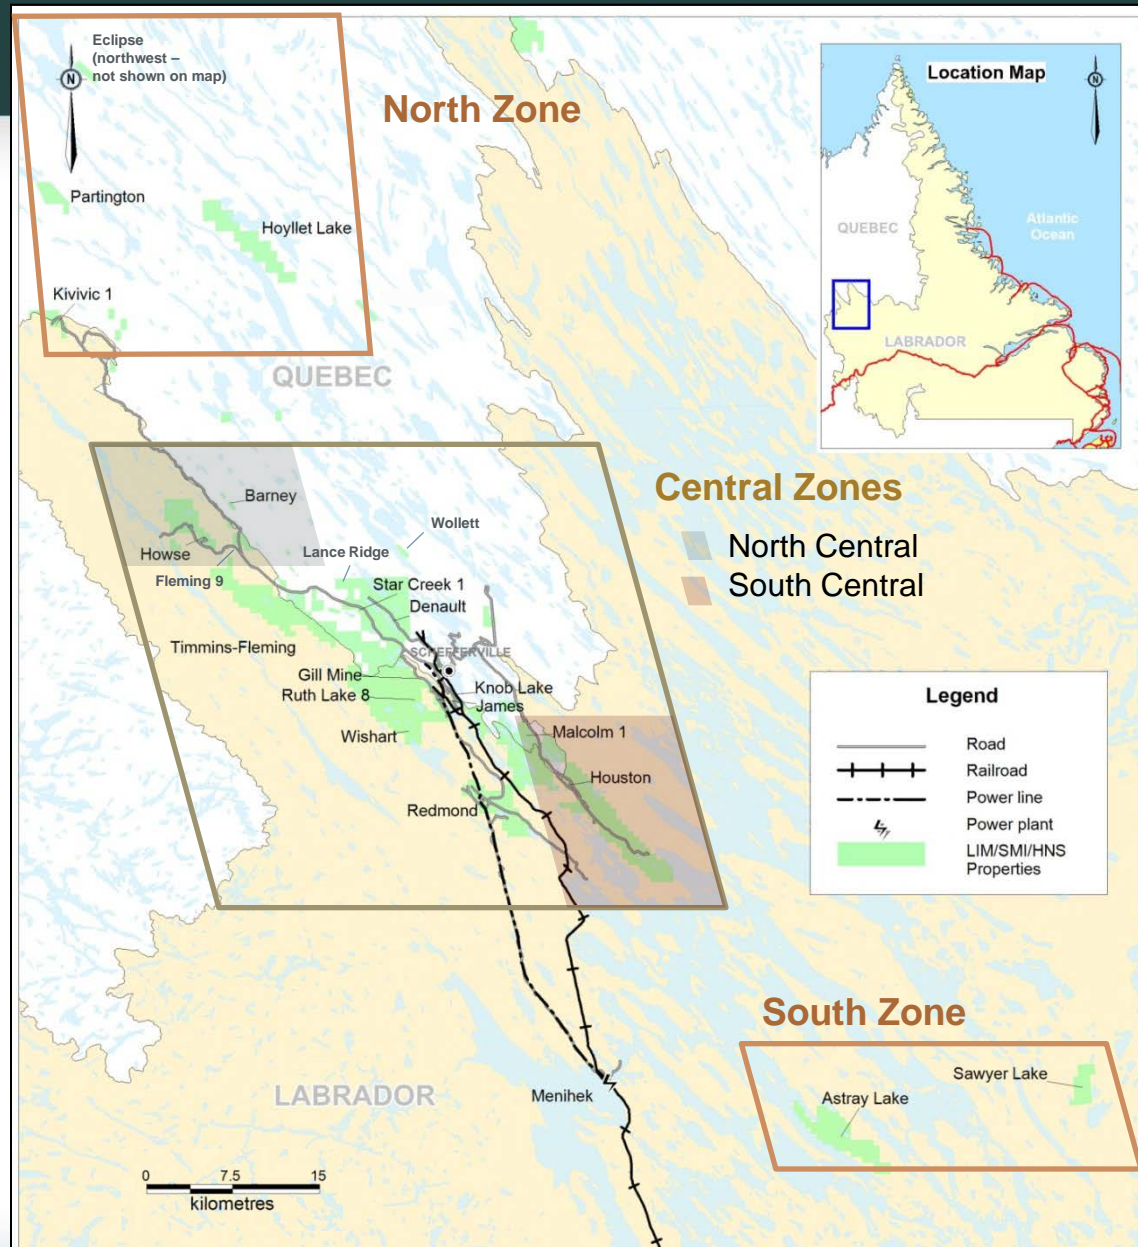 Eclipse
(northwest –
not shown on map)
N
North Zone
Location Map
N
Partington
Hoyllet Lake
QUEBEC
Atlantic
Ocean
Kivivic 1
LABRADOR
QUEBEC
Central Zones
North Central
South Central
Barney
Wollett
Howse
Lance Ridge
Fleming 9
Star Creek 1
Denault
Timmins-Fleming
SCHEFFERVILLE
Gill Mine
Ruth Lake 8
Knob Lake
James
Wishart
Malcolm 1
Houston
Redmond
Legend
Road
Railroad
Power line
Power plant
LIM/SMI/HNS
Properties
South Zone
Sawyer Lake
Astray Lake
Menihek
LABRADOR
0 7.5 15
kilometres